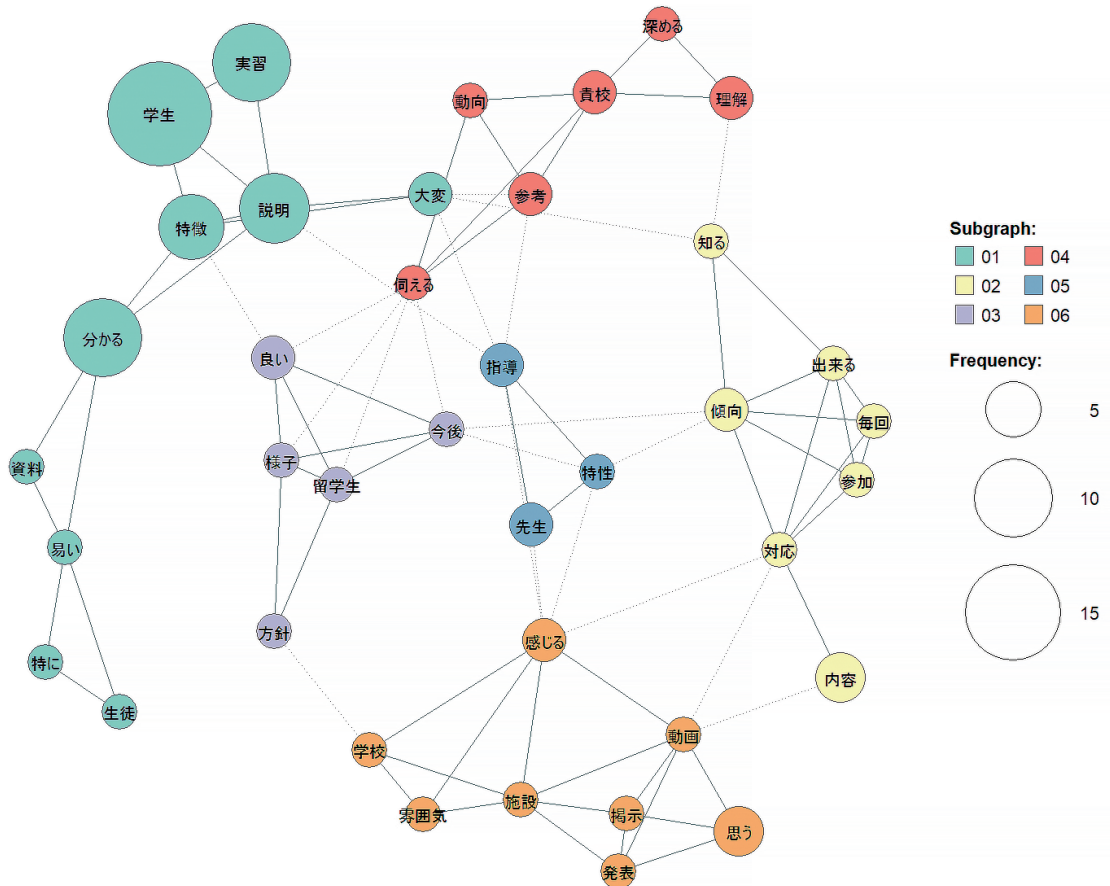 深める
実習
貴校
理解
動向
学生
大変
参考
説明
特徴
知る
伺える
分かる
良い
指導
出来る
傾向
毎回
今後
様子
留学生
資料
特性
参加
先生
易い
対応
方針
感じる
特に
内容
生徒
学校
動画
雰囲気
施設
掲示
思う
発表
Subgraph:
01 04
02 05
03 06
Frequency:
5
10
15